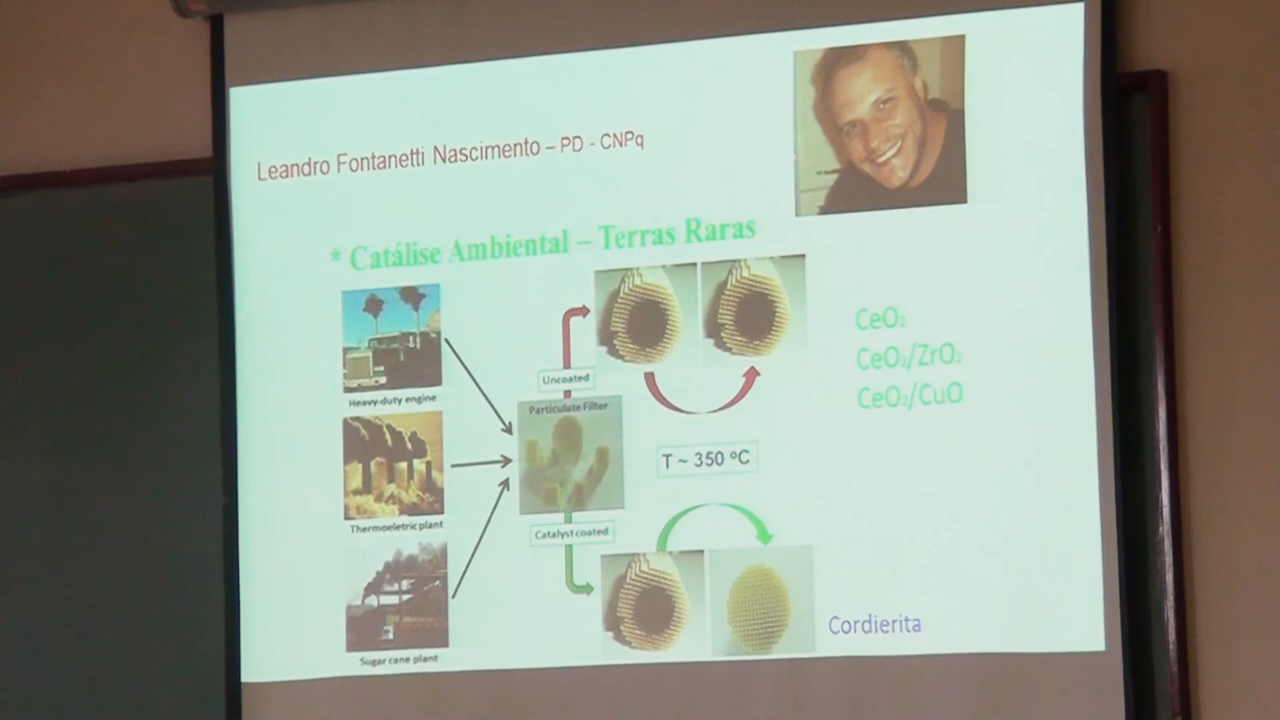 Leandro Fontanetti Nascimento – PD - CNPq
* Catálise Ambiental – Terras Raras
Heavy-duty engine
Thermoeletric plant
Sugar cane plant
Uncoated
Particulate Filter
Catalyst coated
T ~ 350 ºC
CeO₂
CeO₂/ZrO₂
CeO₂/CuO
Cordierita